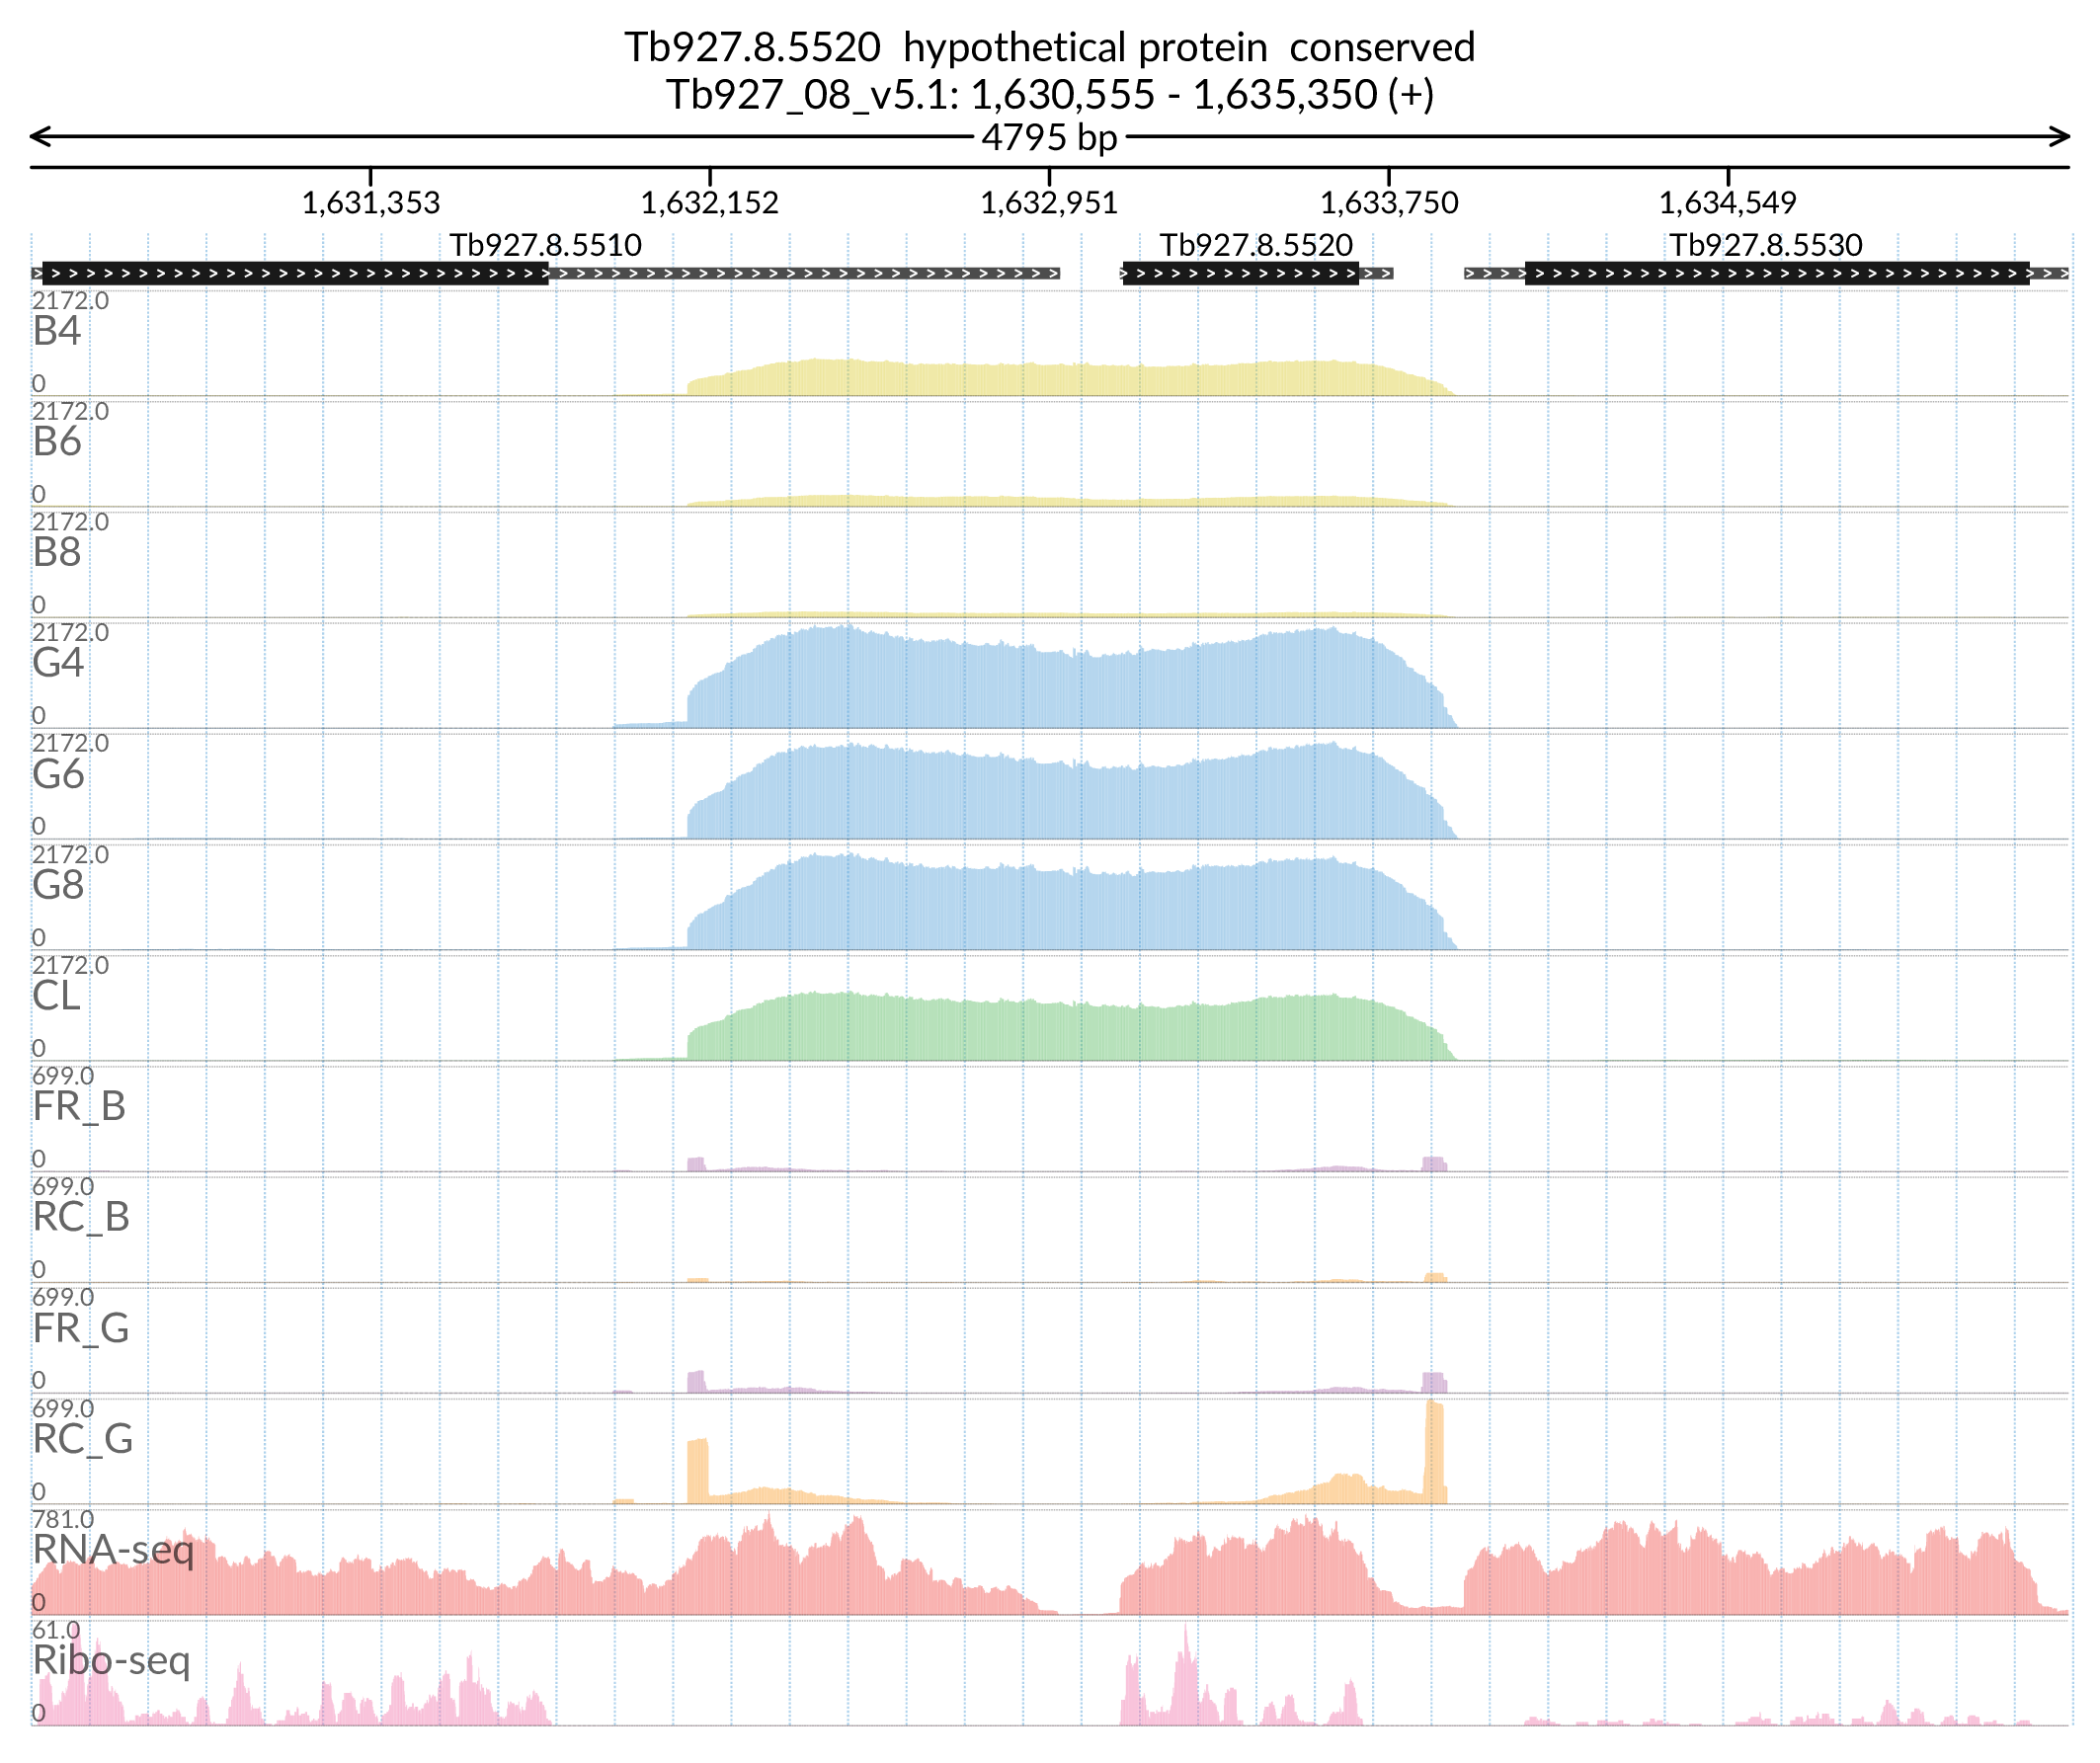 Tb927.8.5520 hypothetical protein conserved
Tb927_08_v5.1: 1,630,555 - 1,635,350 (+)
4795 bp
1,631,353 1,632,152 1,632,951 1,633,750 1,634,549
Tb927.8.5510 Tb927.8.5520 Tb927.8.5530
2172.0
B4
0
2172.0
B6
0
2172.0
B8
0
2172.0
G4
0
2172.0
G6
0
2172.0
G8
0
2172.0
CL
0
699.0
FR_B
0
699.0
RC_B
0
699.0
FR_G
0
699.0
RC_G
0
781.0
RNA-seq
0
61.0
Ribo-seq
0